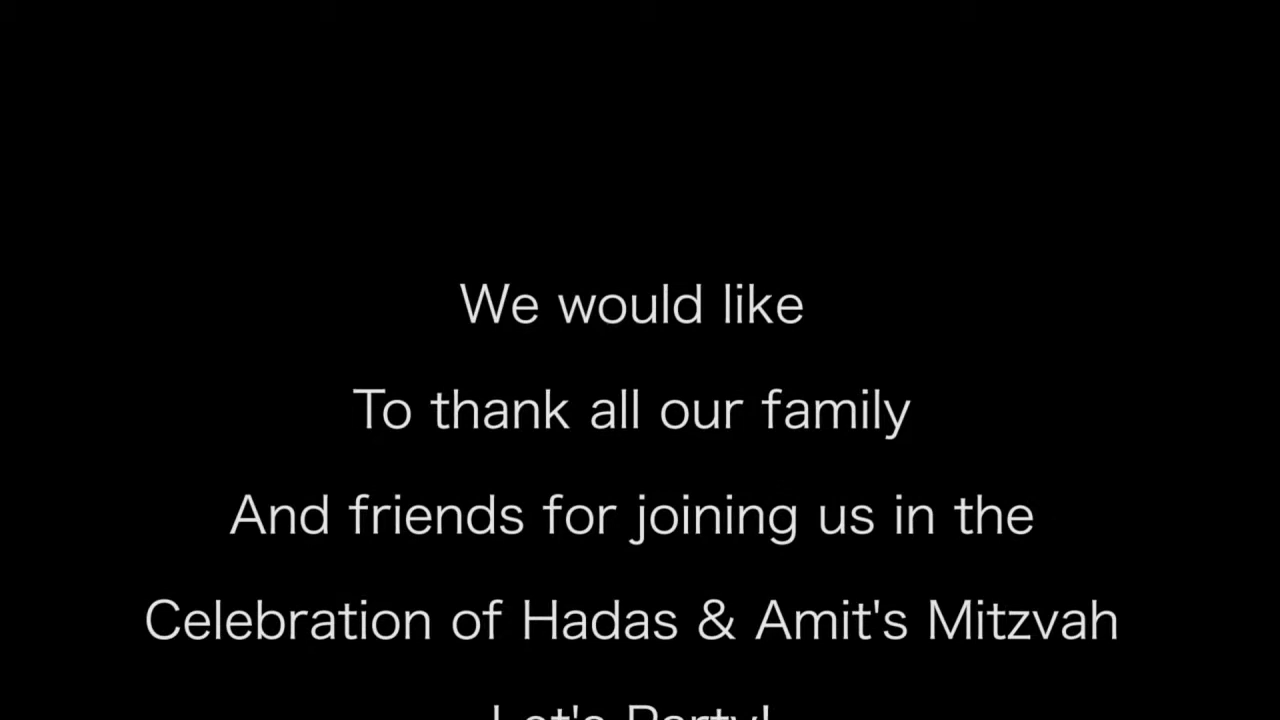 We would like
To thank all our family
And friends for joining us in the
Celebration of Hadas & Amit's Mitzvah
Let's Party!